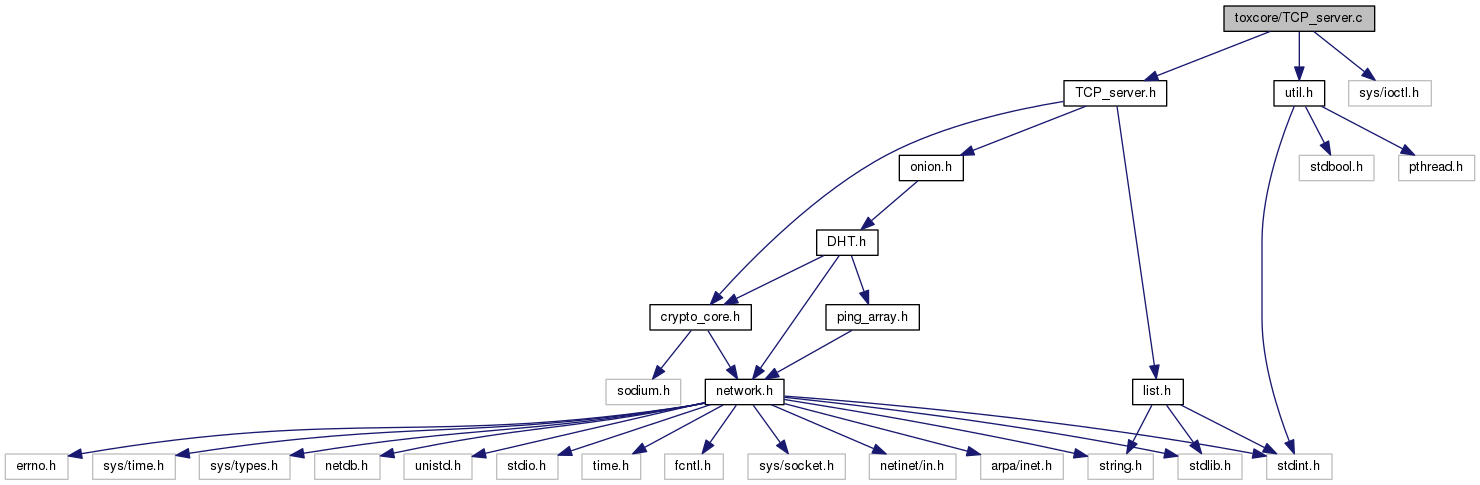 toxcore/TCP_server.c
TCP_server.h
util.h
sys/ioctl.h
onion.h
stdbool.h
pthread.h
DHT.h
crypto_core.h
ping_array.h
sodium.h
network.h
list.h
errno.h
sys/time.h
sys/types.h
netdb.h
unistd.h
stdio.h
time.h
fcntl.h
sys/socket.h
netinet/in.h
arpa/inet.h
string.h
stdlib.h
stdint.h